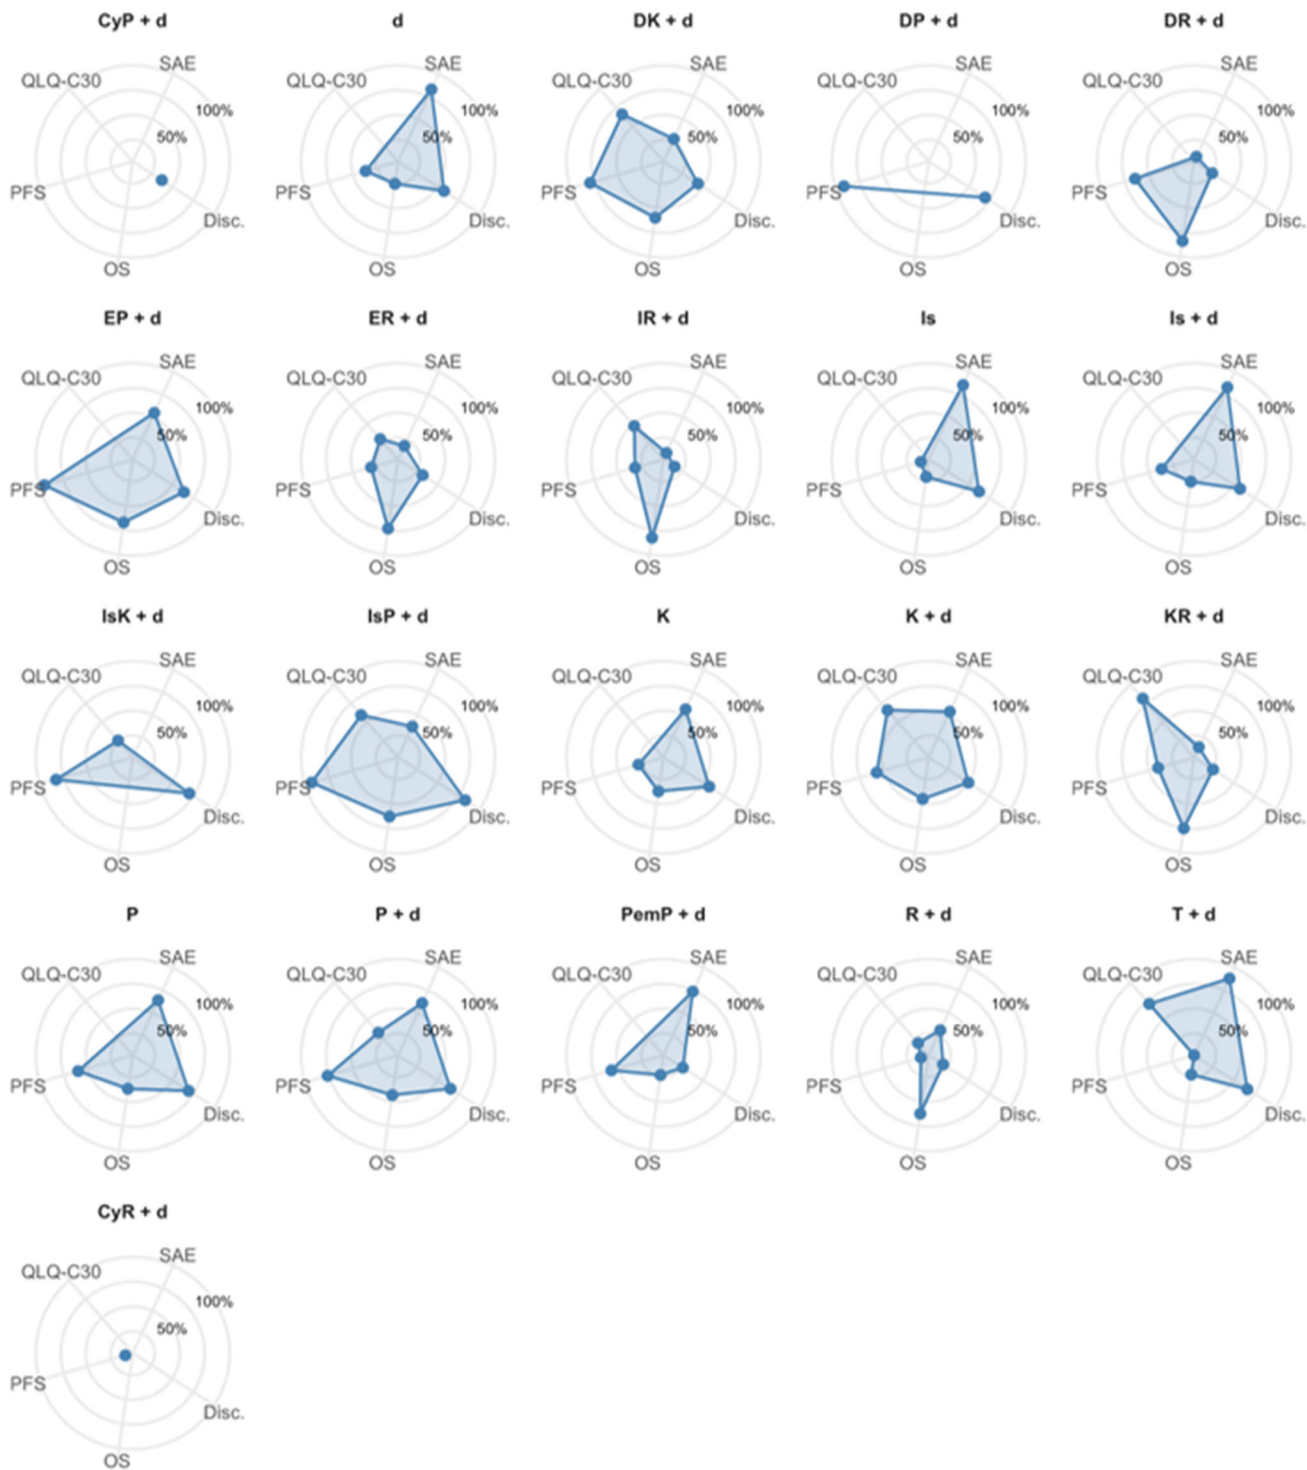 CyP + d
d
DK + d
DP + d
DR + d
SAE
QLQ-C30
100%
50%
PFS
Disc.
OS
SAE
QLQ-C30
100%
50%
PFS
Disc.
OS
SAE
QLQ-C30
100%
50%
PFS
Disc.
OS
SAE
QLQ-C30
100%
50%
PFS
Disc.
OS
SAE
QLQ-C30
100%
50%
PFS
Disc.
OS
EP + d
ER + d
IR + d
Is
Is + d
SAE
QLQ-C30
100%
50%
PFS
Disc.
OS
SAE
QLQ-C30
100%
50%
PFS
Disc.
OS
SAE
QLQ-C30
100%
50%
PFS
Disc.
OS
SAE
QLQ-C30
100%
50%
PFS
Disc.
OS
SAE
QLQ-C30
100%
50%
PFS
Disc.
OS
IsK + d
IsP + d
K
K + d
KR + d
SAE
QLQ-C30
100%
50%
PFS
Disc.
OS
SAE
QLQ-C30
100%
50%
PFS
Disc.
OS
SAE
QLQ-C30
100%
50%
PFS
Disc.
OS
SAE
QLQ-C30
100%
50%
PFS
Disc.
OS
SAE
QLQ-C30
100%
50%
PFS
Disc.
OS
P
P + d
PemP + d
R + d
T + d
SAE
QLQ-C30
100%
50%
PFS
Disc.
OS
SAE
QLQ-C30
100%
50%
PFS
Disc.
OS
SAE
QLQ-C30
100%
50%
PFS
Disc.
OS
SAE
QLQ-C30
100%
50%
PFS
Disc.
OS
SAE
QLQ-C30
100%
50%
PFS
Disc.
OS
CyR + d
SAE
QLQ-C30
100%
50%
PFS
Disc.
OS